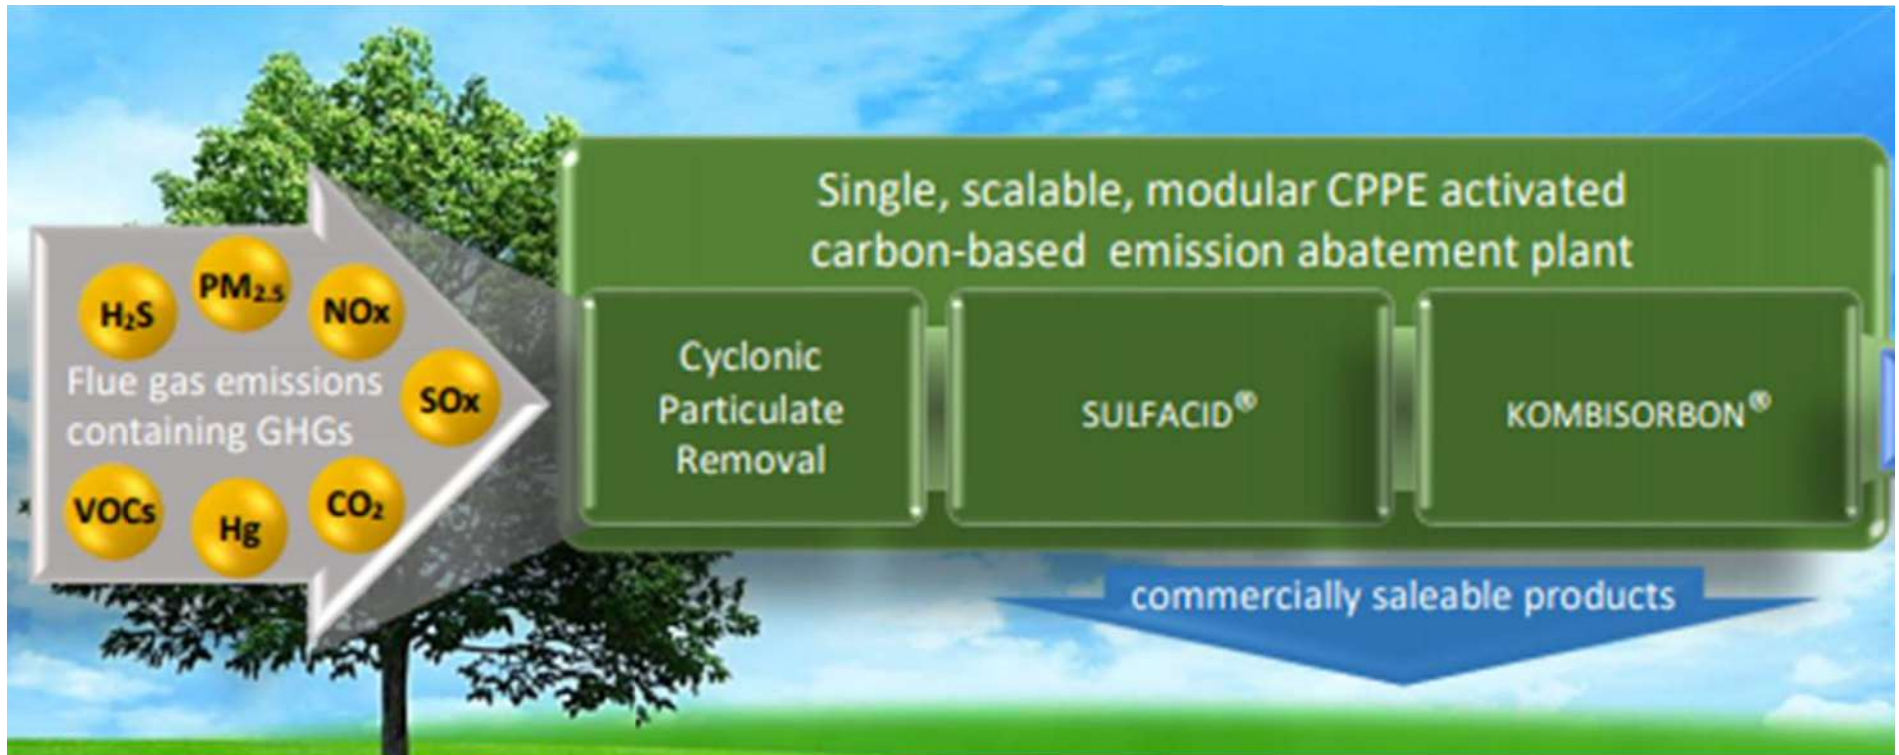 Single, scalable, modular CPPE activated
carbon-based emission abatement plant
H₂S
PM₂.₅
NOx
SOx
Flue gas emissions
containing GHGs
VOCs
Hg
CO₂
Cyclonic
Particulate
Removal
SULFACID®
KOMBISORBON®
commercially saleable products